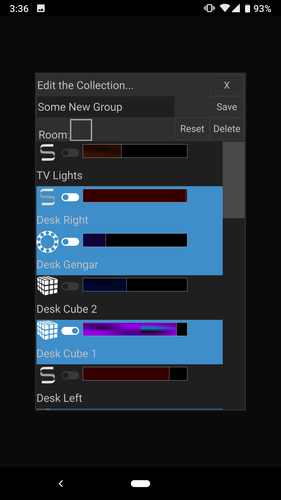 3:36
93%
Edit the Collection...
X
Some New Group
Save
Room:
Reset
Delete
TV Lights
Desk Right
Desk Gengar
Desk Cube 2
Desk Cube 1
Desk Left